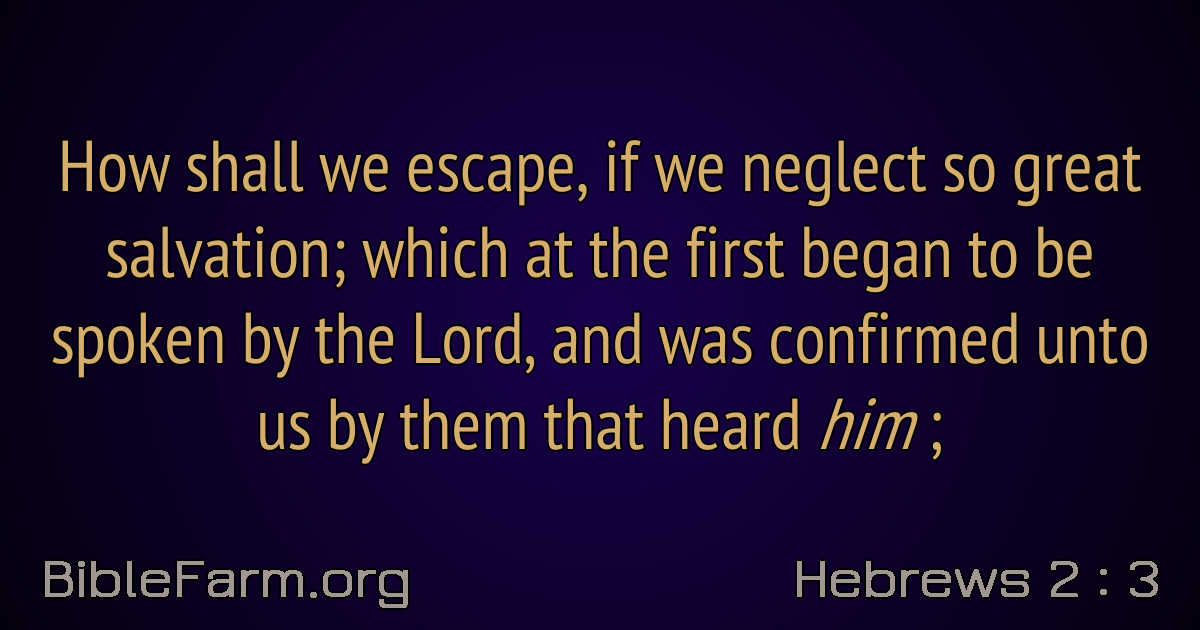 How shall we escape, if we neglect so great
salvation; which at the first began to be
spoken by the Lord, and was confirmed unto
us by them that heard him ;
BibleFarm.org
Hebrews 2 : 3